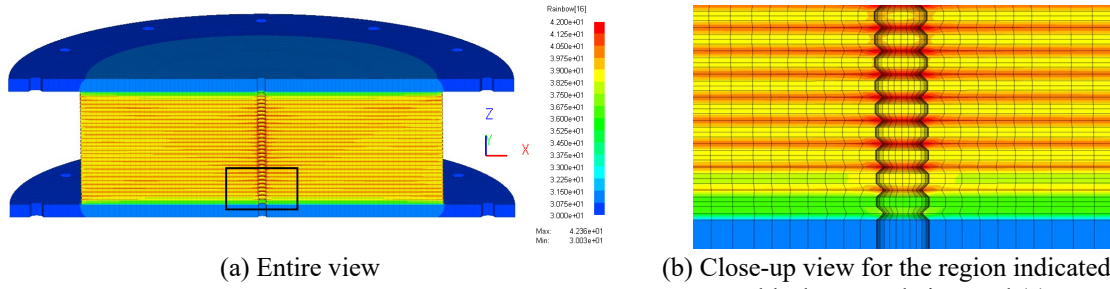 Rainbow[16]
4.200e+01
4.125e+01
4.050e+01
3.975e+01
3.900e+01
3.825e+01
3.750e+01
3.675e+01
3.600e+01
3.525e+01
3.450e+01
3.375e+01
3.300e+01
3.225e+01
3.150e+01
3.075e+01
3.000e+01
Max: 4.236e+01
Min: 3.003e+01
Z
Y
X
(a) Entire view
(b) Close-up view for the region indicated